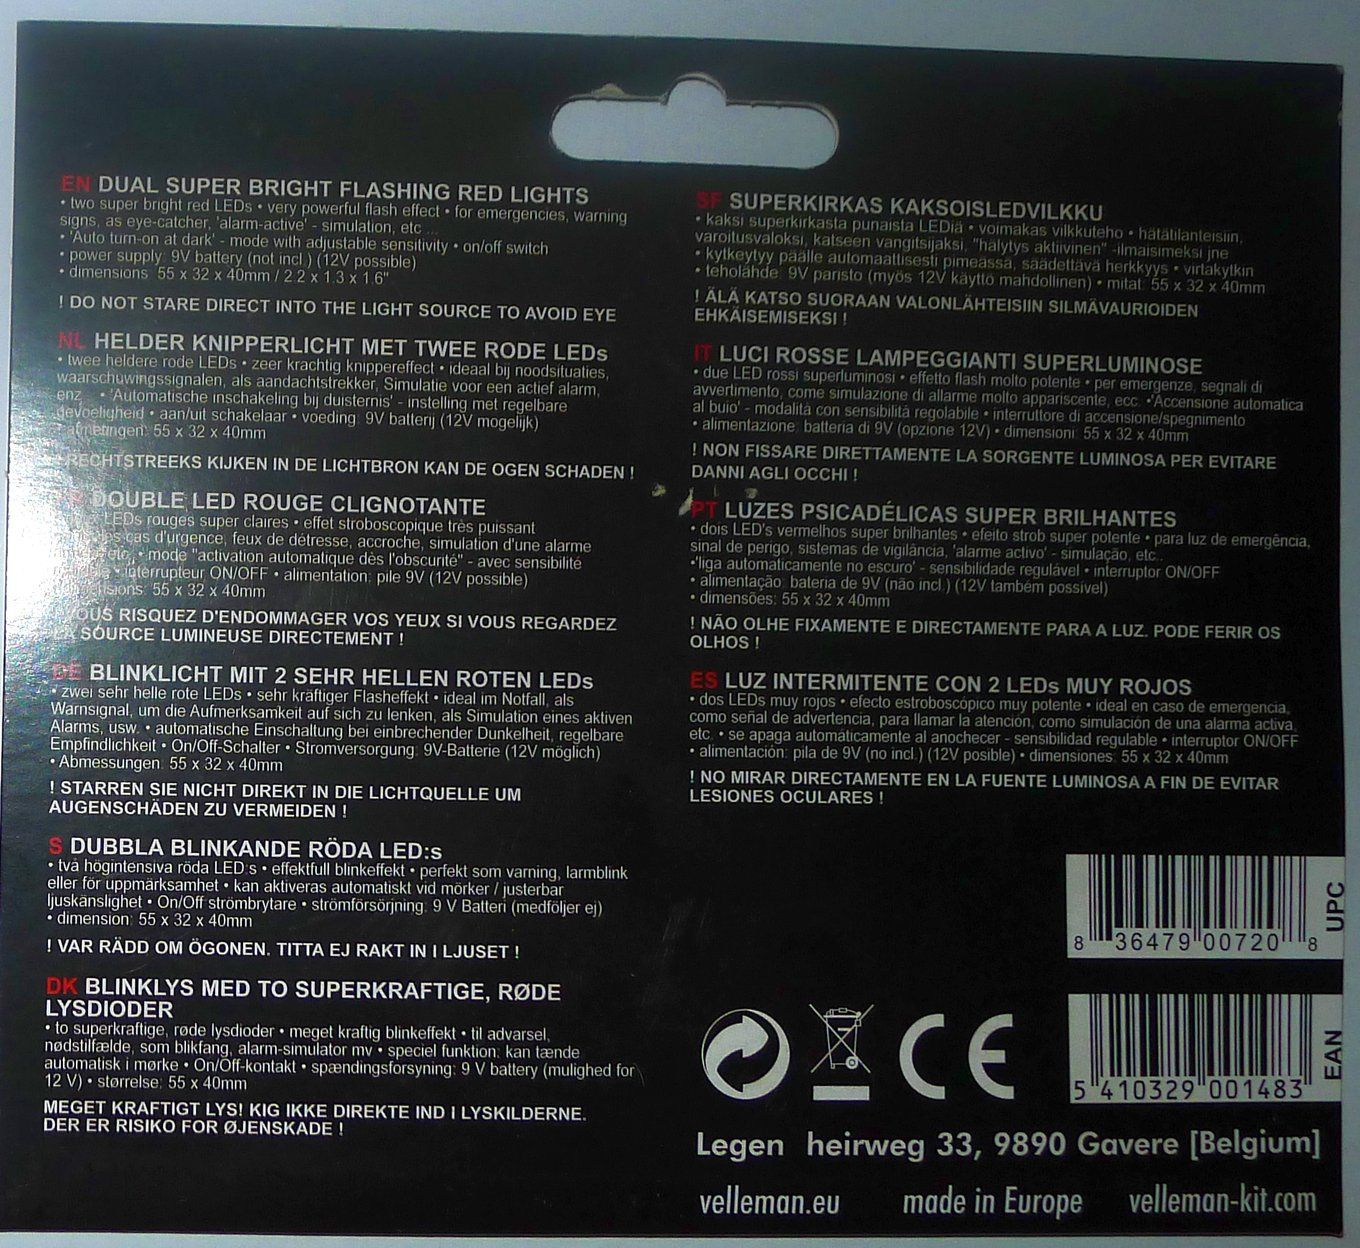 EN DUAL SUPER BRIGHT FLASHING RED LIGHTS
• two super bright red LEDs • very powerful flash effect • for emergencies, warning
signs, as eye-catcher, 'alarm-active' - simulation, etc ...
• 'Auto turn-on at dark' - mode with adjustable sensitivity • on/off switch
• power supply: 9V battery (not incl.) (12V possible)
• dimensions: 55 x 32 x 40mm / 2.2 x 1.3 x 1.6"
! DO NOT STARE DIRECT INTO THE LIGHT SOURCE TO AVOID EYE
NL HELDER KNIPPERLICHT MET TWEE RODE LEDs
• twee heldere rode LEDs • zeer krachtig knippereffect • ideaal bij noodsituaties,
waarschuwingssignalen, als aandachtstrekker, Simulatie voor een actief alarm,
enz. • 'Automatische inschakeling bij duisternis' - instelling met regelbare
gevoeligheid • aan/uit schakelaar • voeding: 9V batterij (12V mogelijk)
afmetingen: 55 x 32 x 40mm
RECHTSTREEKS KIJKEN IN DE LICHTBRON KAN DE OGEN SCHADEN !
DOUBLE LED ROUGE CLIGNOTANTE
LEDs rouges super claires • effet stroboscopique très puissant
cas d'urgence, feux de détresse, accroche, simulation d'une alarme
etc. • mode "activation automatique dès l'obscurité" - avec sensibilité
• interrupteur ON/OFF • alimentation: pile 9V (12V possible)
55 x 32 x 40mm
VOUS RISQUEZ D'ENDOMMAGER VOS YEUX SI VOUS REGARDEZ
LA SOURCE LUMINEUSE DIRECTEMENT !
DE BLINKLICHT MIT 2 SEHR HELLEN ROTEN LEDs
• zwei sehr helle rote LEDs • sehr kräftiger Flasheffekt • ideal im Notfall, als
Warnsignal, um die Aufmerksamkeit auf sich zu lenken, als Simulation eines aktiven
Alarms, usw. • automatische Einschaltung bei einbrechender Dunkelheit, regelbare
Empfindlichkeit • On/Off-Schalter • Stromversorgung: 9V-Batterie (12V möglich)
• Abmessungen: 55 x 32 x 40mm
! STARREN SIE NICHT DIREKT IN DIE LICHTQUELLE UM
AUGENSCHÄDEN ZU VERMEIDEN !
S DUBBLA BLINKANDE RÖDA LED:s
• två högintensiva röda LED:s • effektfull blinkeffekt • perfekt som varning, larmblink
eller för uppmärksamhet • kan aktiveras automatiskt vid mörker / justerbar
ljuskänslighet • On/Off strömbrytare • strömförsörjning: 9 V Batteri (medföljer ej)
• dimension: 55 x 32 x 40mm
! VAR RÄDD OM ÖGONEN. TITTA EJ RAKT IN I LJUSET !
DK BLINKLYS MED TO SUPERKRAFTIGE, RØDE
LYSDIODER
• to superkraftige, røde lysdioder • meget kraftig blinkeffekt • til advarsel,
nødstilfælde, som blikfang, alarm-simulator mv • speciel funktion: kan tænde
automatisk i mørke • On/Off-kontakt • spændingsforsyning: 9 V battery (mulighed for
12 V) • størrelse: 55 x 40mm
MEGET KRAFTIGT LYS! KIG IKKE DIREKTE IND I LYSKILDERNE.
DER ER RISIKO FOR ØJENSKADE !
SF SUPERKIRKAS KAKSOISLEDVILKKU
• kaksi superkirkasta punaista LEDiä • voimakas vilkkuteho • hätätilanteisiin,
varoitusvaloksi, katseen vangitsijaksi, "hälytys aktiivinen" -ilmaisimeksi jne
• kytkeytyy päälle automaattisesti pimeässä, säädettävä herkkyys • virtakytkin
• teholähde: 9V paristo (myös 12V käyttö mahdollinen) • mitat: 55 x 32 x 40mm
! ÄLÄ KATSO SUORAAN VALONLÄHTEISIIN SILMÄVAURIOIDEN
EHKÄISEMISEKSI !
IT LUCI ROSSE LAMPEGGIANTI SUPERLUMINOSE
• due LED rossi superluminosi • effetto flash molto potente • per emergenze, segnali di
avvertimento, come simulazione di allarme molto appariscente, ecc. •'Accensione automatica
al buio' - modalità con sensibilità regolabile • interruttore di accensione/spegnimento
• alimentazione: batteria di 9V (opzione 12V) • dimensioni: 55 x 32 x 40mm
! NON FISSARE DIRETTAMENTE LA SORGENTE LUMINOSA PER EVITARE
DANNI AGLI OCCHI !
PT LUZES PSICADÉLICAS SUPER BRILHANTES
• dois LED's vermelhos super brilhantes • efeito strob super potente • para luz de emergência,
sinal de perigo, sistemas de vigilância, 'alarme activo' - simulação, etc..
•'liga automaticamente no escuro' - sensibilidade regulável • interruptor ON/OFF
• alimentação: bateria de 9V (não incl.) (12V também possível)
• dimensões: 55 x 32 x 40mm
! NÃO OLHE FIXAMENTE E DIRECTAMENTE PARA A LUZ. PODE FERIR OS
OLHOS !
ES LUZ INTERMITENTE CON 2 LEDs MUY ROJOS
• dos LEDs muy rojos • efecto estroboscópico muy potente • ideal en caso de emergencia,
como señal de advertencia, para llamar la atención, como simulación de una alarma activa,
etc. • se apaga automáticamente al anochecer - sensibilidad regulable • interruptor ON/OFF
• alimentación: pila de 9V (no incl.) (12V posible) • dimensiones: 55 x 32 x 40mm
! NO MIRAR DIRECTAMENTE EN LA FUENTE LUMINOSA A FIN DE EVITAR
LESIONES OCULARES !
UPC
8 36479 00720 8
EAN
5 410329 001483
CE
Legen heirweg 33, 9890 Gavere [Belgium]
velleman.eu made in Europe velleman-kit.com